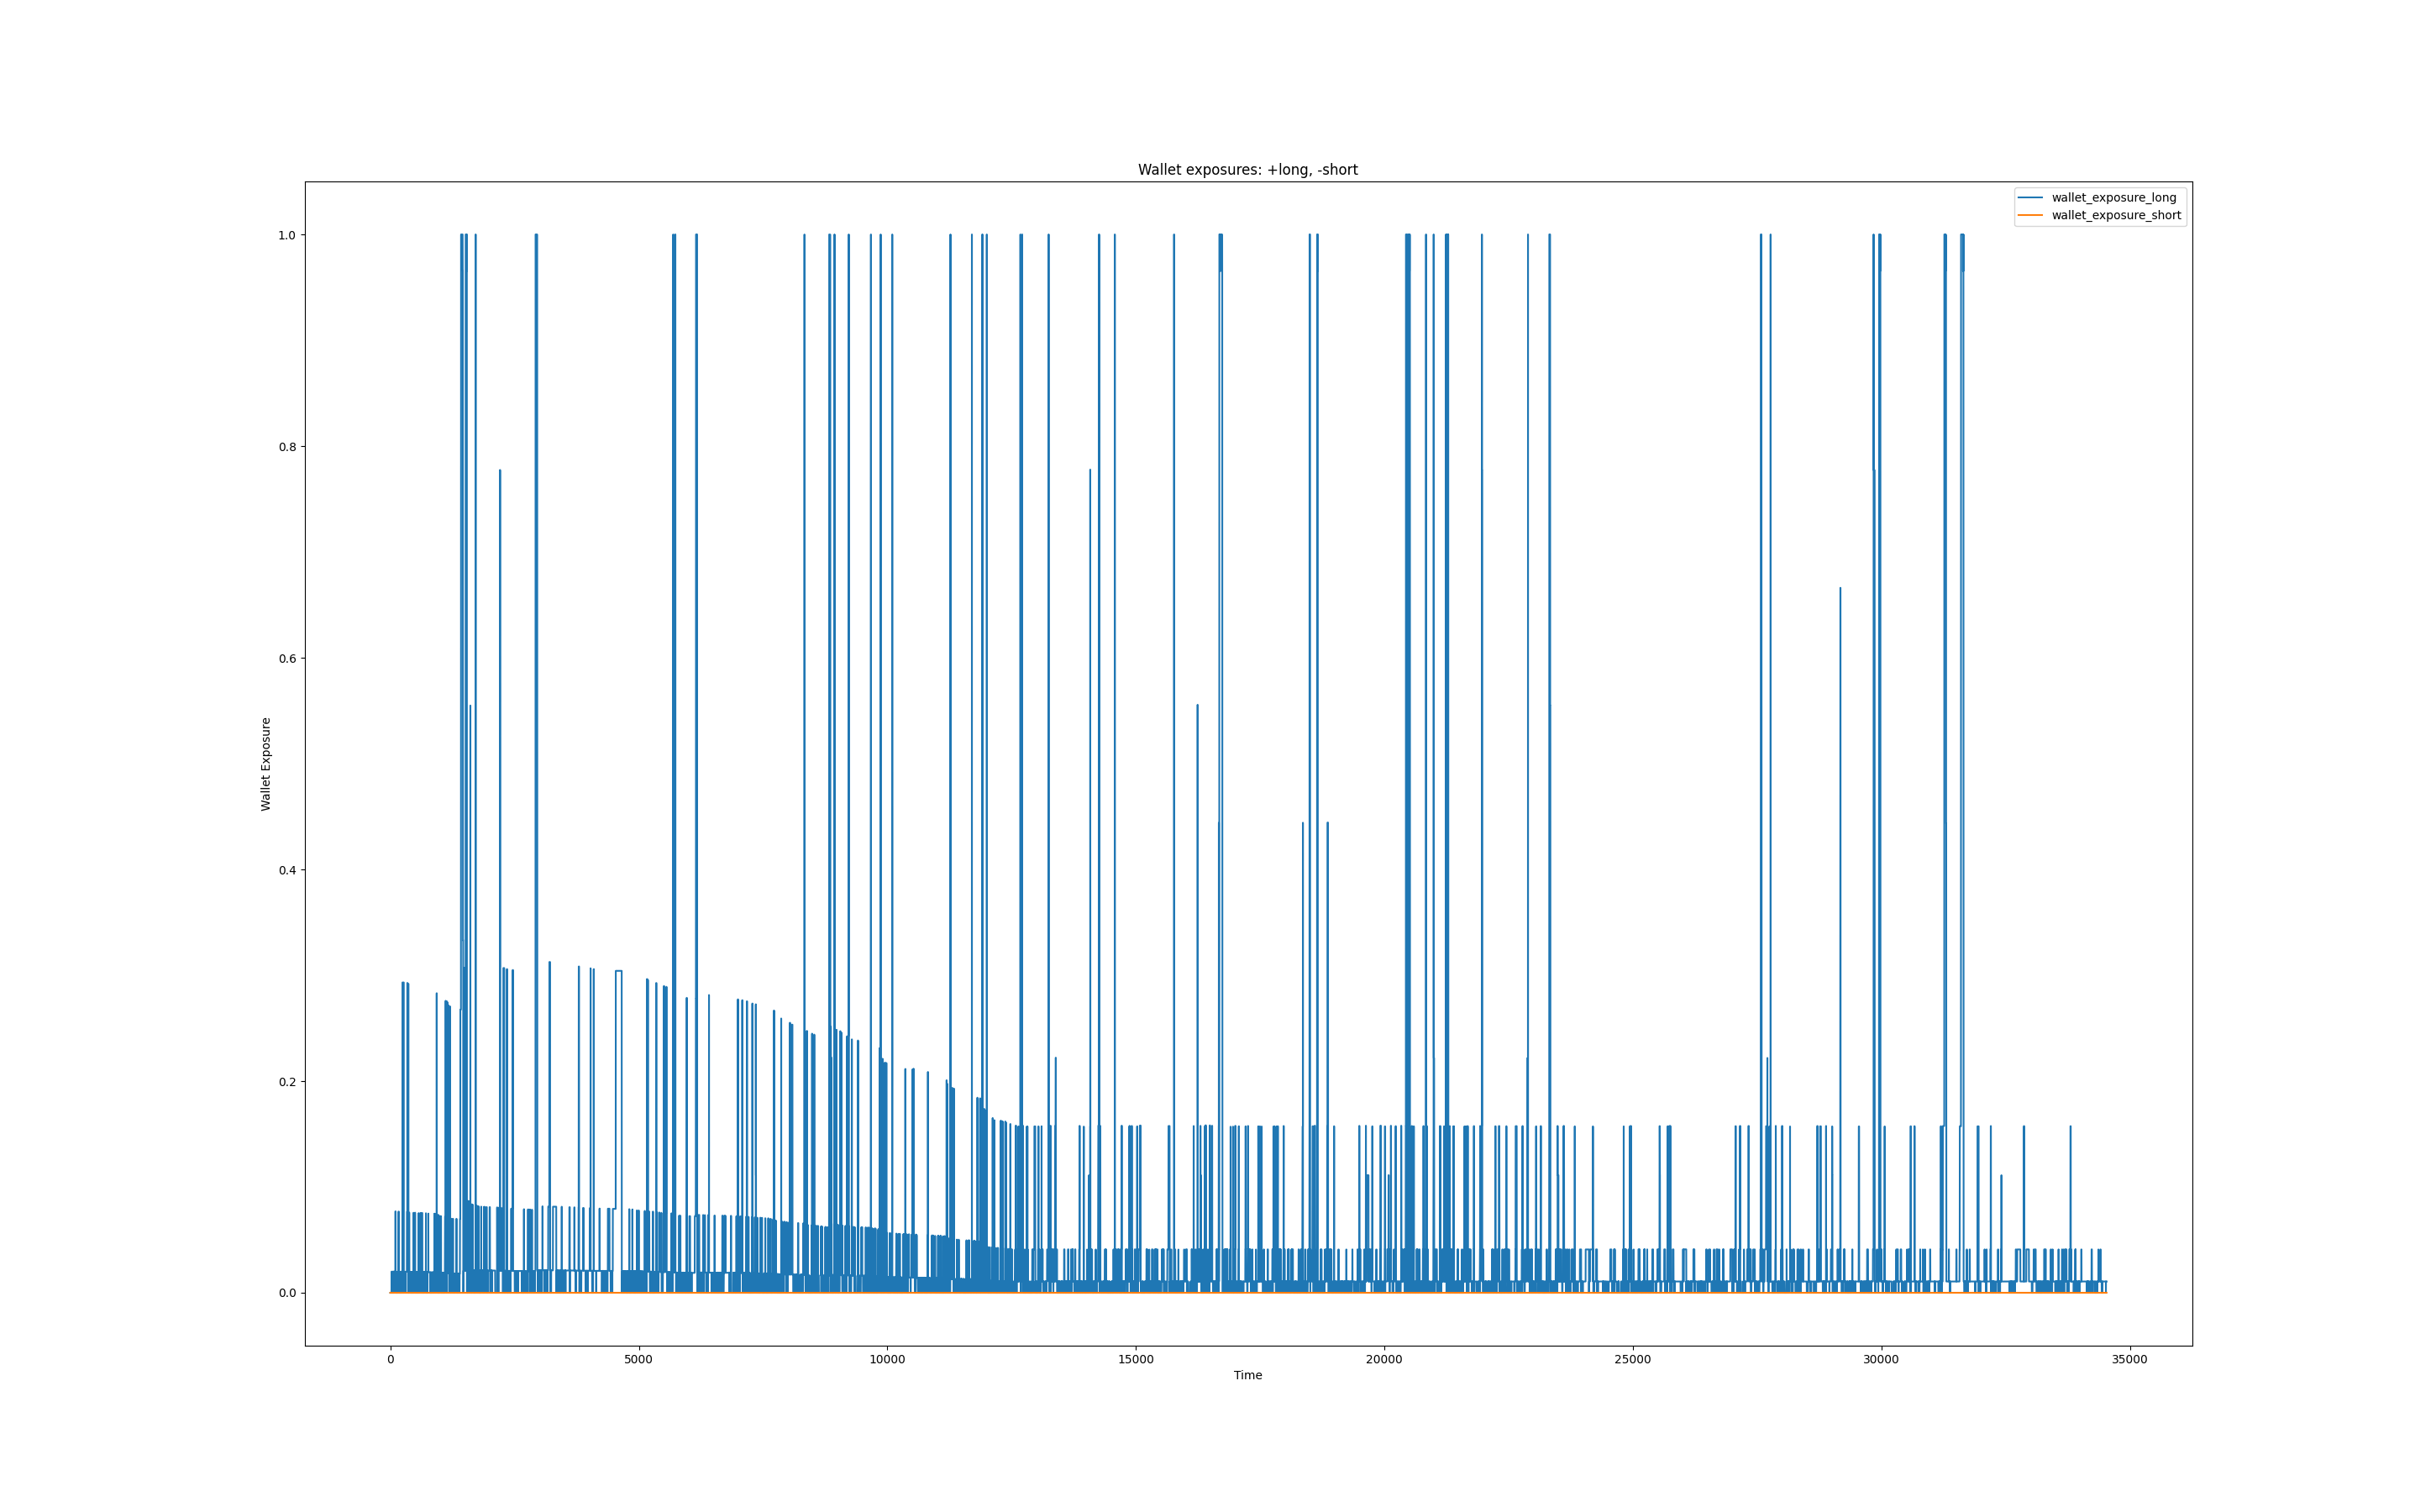 Wallet exposures: +long, -short
wallet_exposure_long
wallet_exposure_short
1.0
0.8
0.6
0.4
0.2
0.0
Wallet Exposure
0 5000 10000 15000 20000 25000 30000 35000
Time